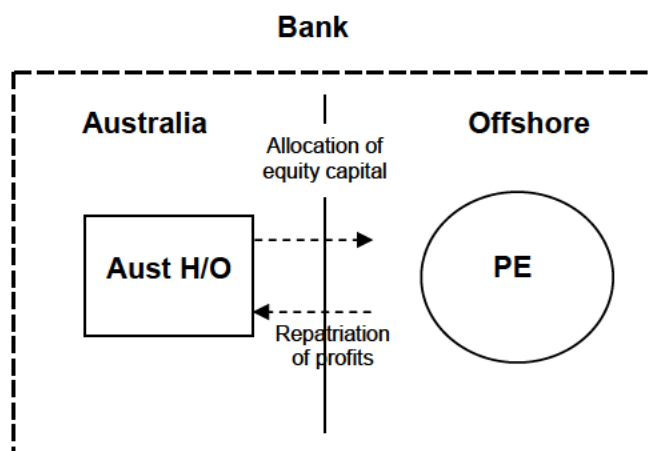 Bank
Australia
Offshore
Allocation of
equity capital
Aust H/O
PE
Repatriation
of profits